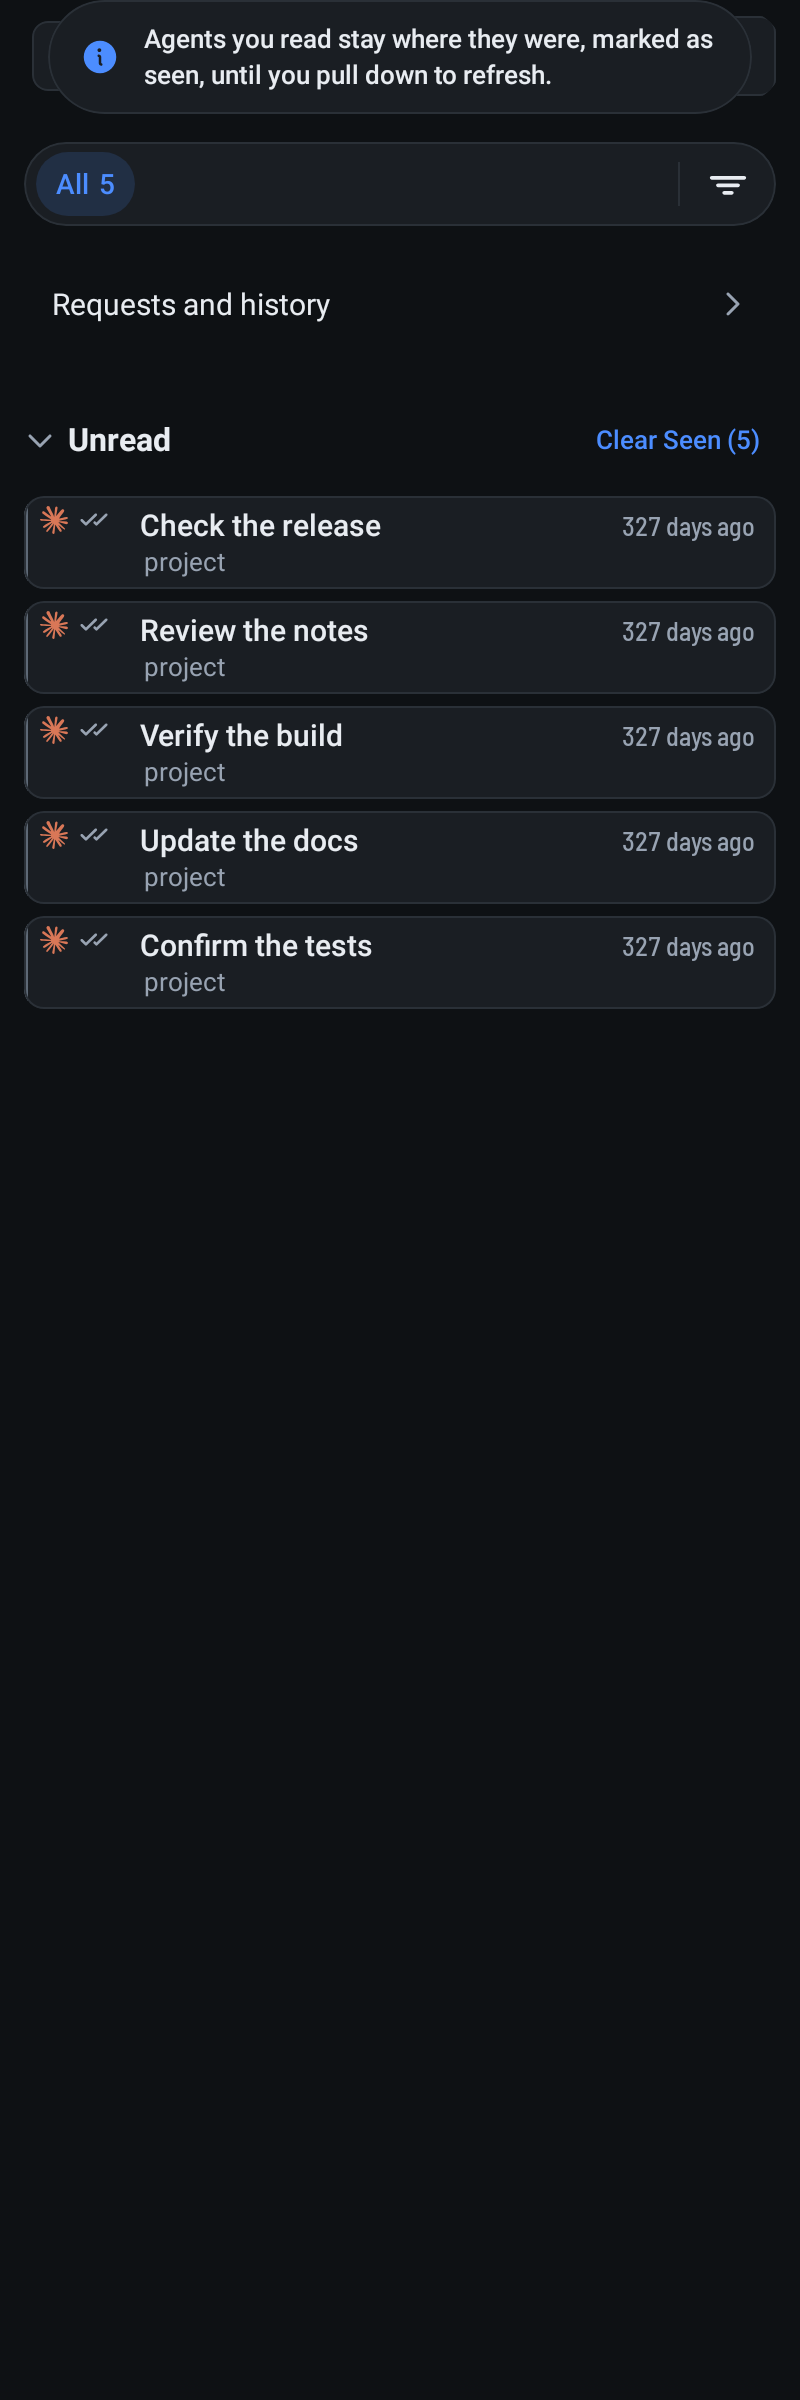 Agents you read stay where they were, marked as
seen, until you pull down to refresh.
All 5
Requests and history
Unread
Clear Seen (5)
Check the release
327 days ago
project
Review the notes
327 days ago
project
Verify the build
327 days ago
project
Update the docs
327 days ago
project
Confirm the tests
327 days ago
project